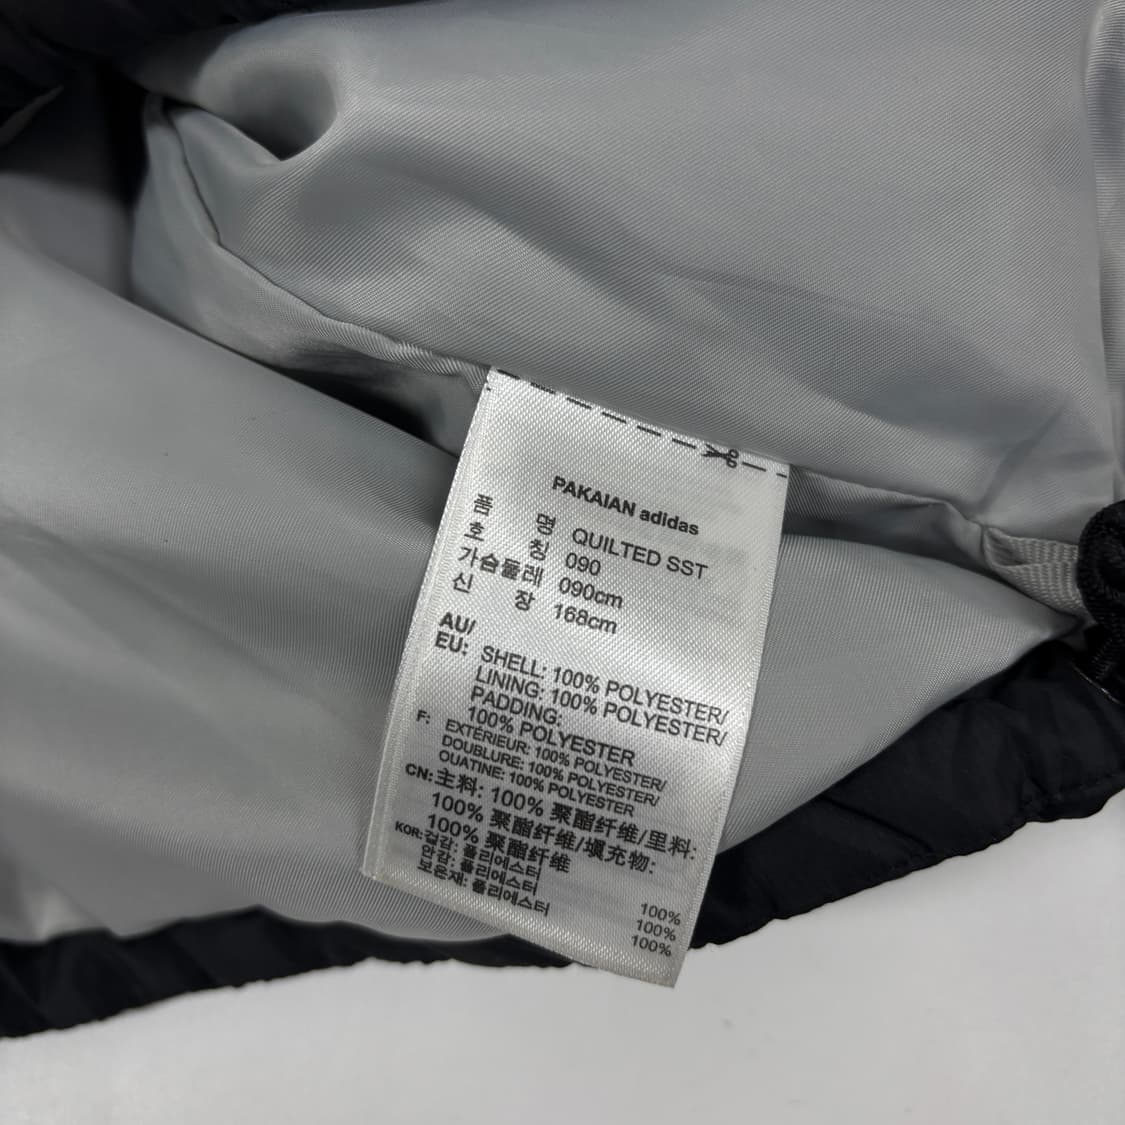 PAKAIAN adidas
품 명 QUILTED SST
호 칭 090
가슴둘레 090cm
신 장 168cm
AU/
EU: SHELL: 100% POLYESTER/
LINING: 100% POLYESTER/
PADDING:
100% POLYESTER
F: EXTÉRIEUR: 100% POLYESTER/
DOUBLURE: 100% POLYESTER/
OUATINE: 100% POLYESTER
CN: 主料: 100% 聚酯纤维/里料:
100% 聚酯纤维/填充物:
100% 聚酯纤维
KOR: 겉감: 폴리에스터 100%
안감: 폴리에스터 100%
보온재: 폴리에스터 100%